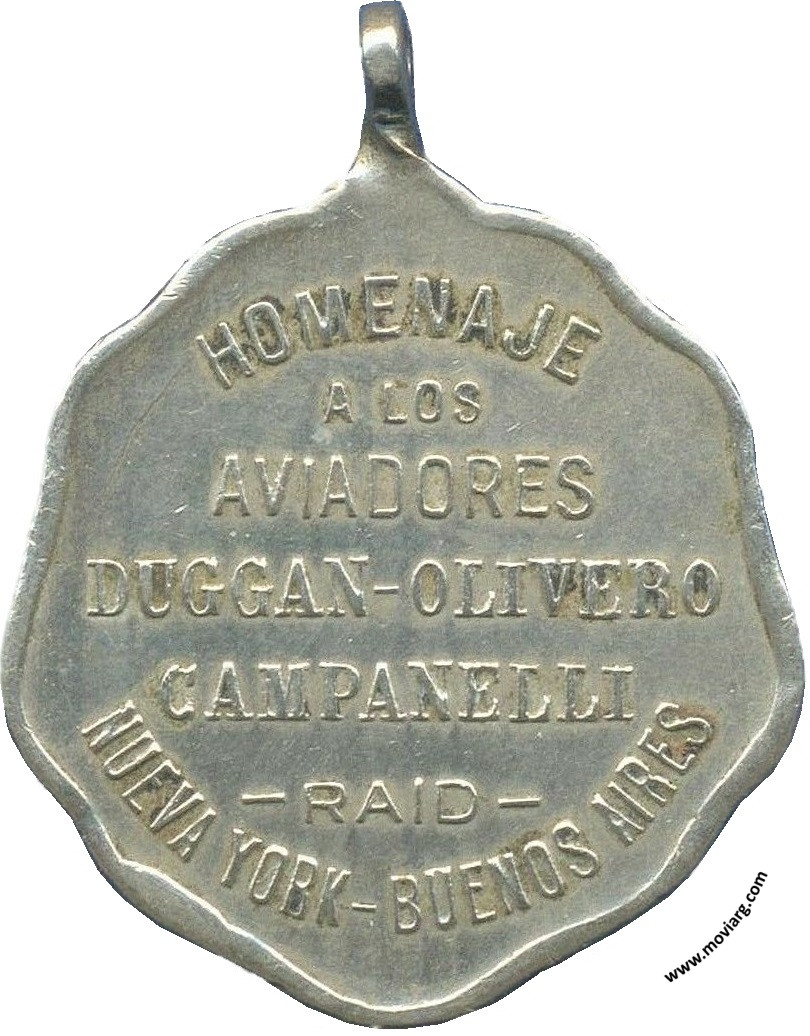 HOMENAJE
A LOS
AVIADORES
DUGGAN-OLIVERO
CAMPANELLI
- RAID -
NUEVA YORK-BUENOS AIRES
www.moviarg.com